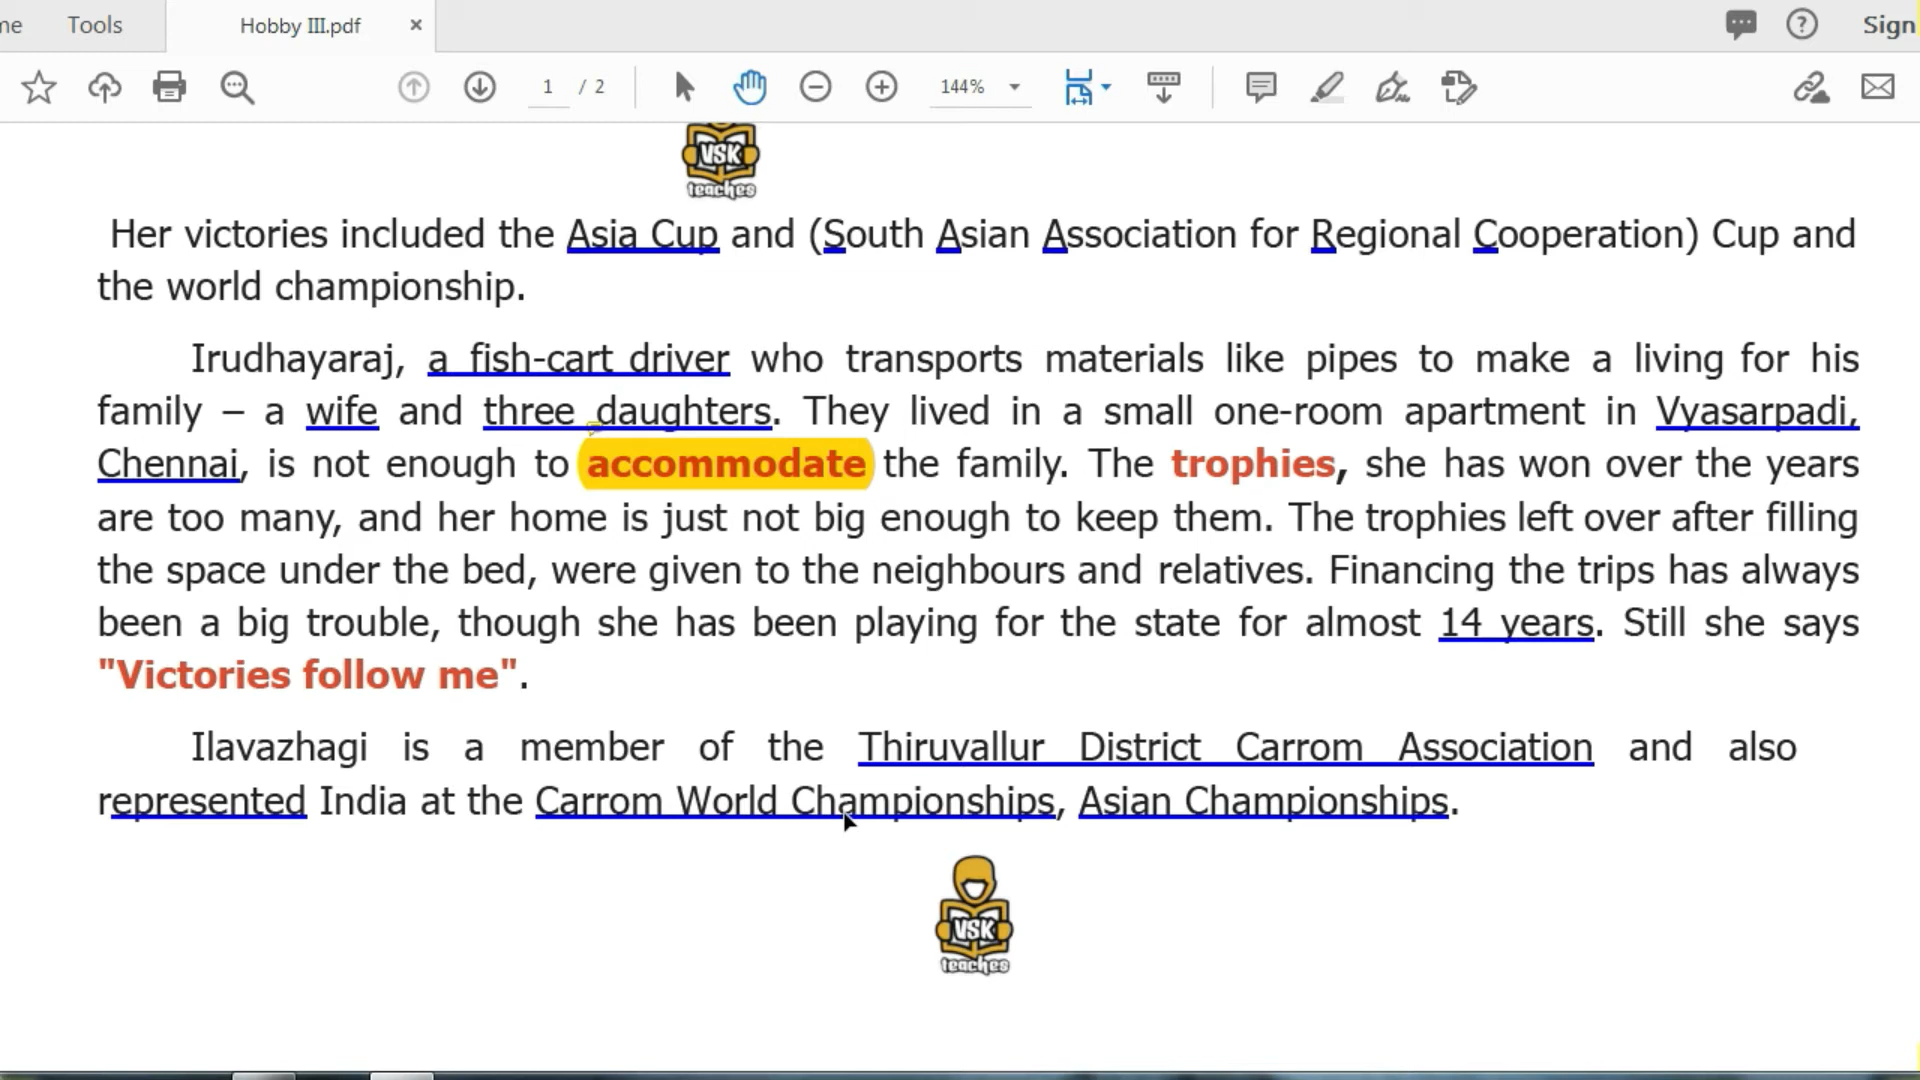 me Tools Hobby III.pdf × Sign
1 / 2 144%
VSK
teaches
Her victories included the Asia Cup and (South Asian Association for Regional Cooperation) Cup and
the world championship.
Irudhayaraj, a fish-cart driver who transports materials like pipes to make a living for his
family – a wife and three daughters. They lived in a small one-room apartment in Vyasarpadi,
Chennai, is not enough to accommodate the family. The trophies, she has won over the years
are too many, and her home is just not big enough to keep them. The trophies left over after filling
the space under the bed, were given to the neighbours and relatives. Financing the trips has always
been a big trouble, though she has been playing for the state for almost 14 years. Still she says
"Victories follow me".
Ilavazhagi is a member of the Thiruvallur District Carrom Association and also
represented India at the Carrom World Championships, Asian Championships.
VSK
teaches